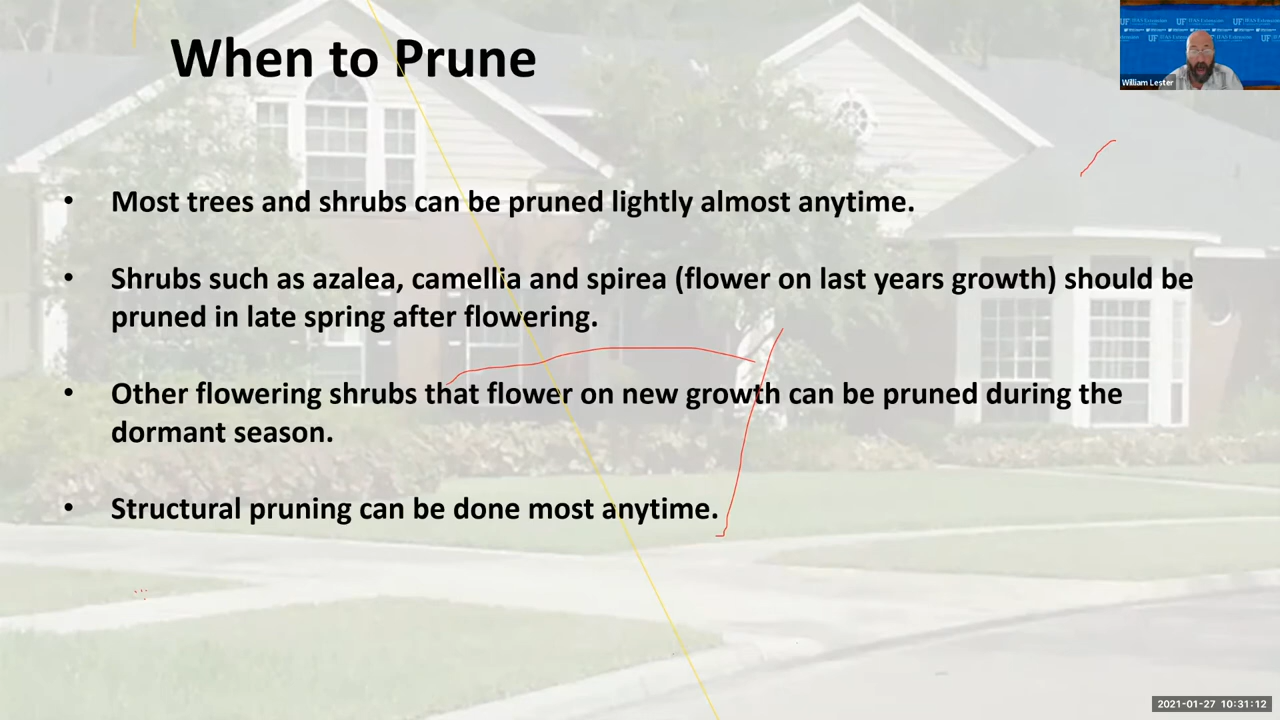 When to Prune
William Lester
• Most trees and shrubs can be pruned lightly almost anytime.
• Shrubs such as azalea, camellia and spirea (flower on last years growth) should be
pruned in late spring after flowering.
• Other flowering shrubs that flower on new growth can be pruned during the
dormant season.
• Structural pruning can be done most anytime.
2021-01-27 10:31:12